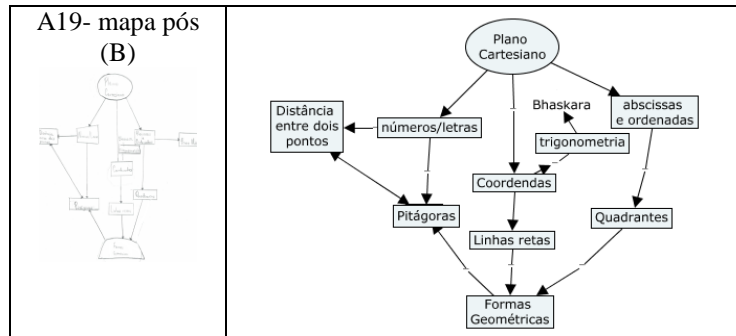 A19- mapa pós
(B)
Plano
Cartesiano
Distância
entre dois
pontos
números/letras
Bhaskara
abscissas
e ordenadas
trigonometria
Coordendas
Pitágoras
Quadrantes
Linhas retas
Formas
Geométricas